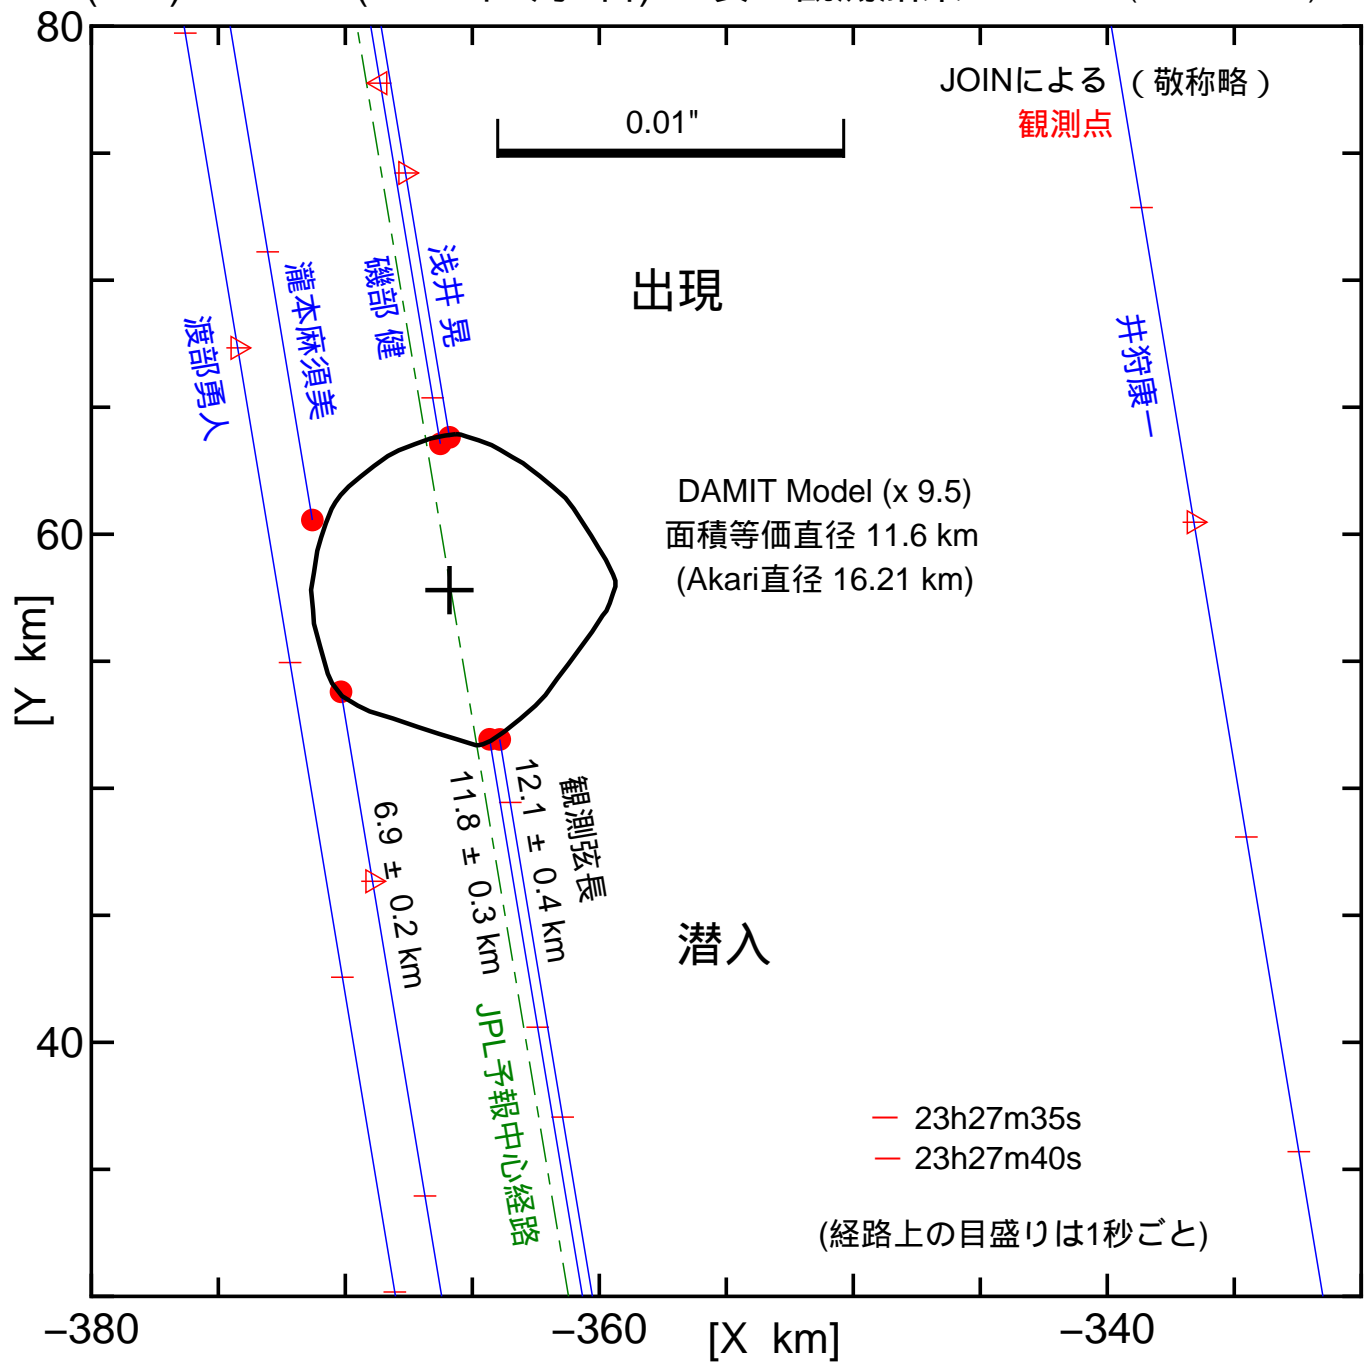 80
JOINによる （敬称略）
観測点
0.01"
渡部勇人
瀧本麻須美
磯部 健
浅井 晃
井狩康一
出現
DAMIT Model (x 9.5)
面積等価直径 11.6 km
(Akari直径 16.21 km)
60
[Y km]
6.9 ± 0.2 km
11.8 ± 0.3 km
12.1 ± 0.4 km
観測弦長
潜入
JPL予報中心経路
40
23h27m35s
23h27m40s
(経路上の目盛りは1秒ごと)
−380
−360
−340
[X km]